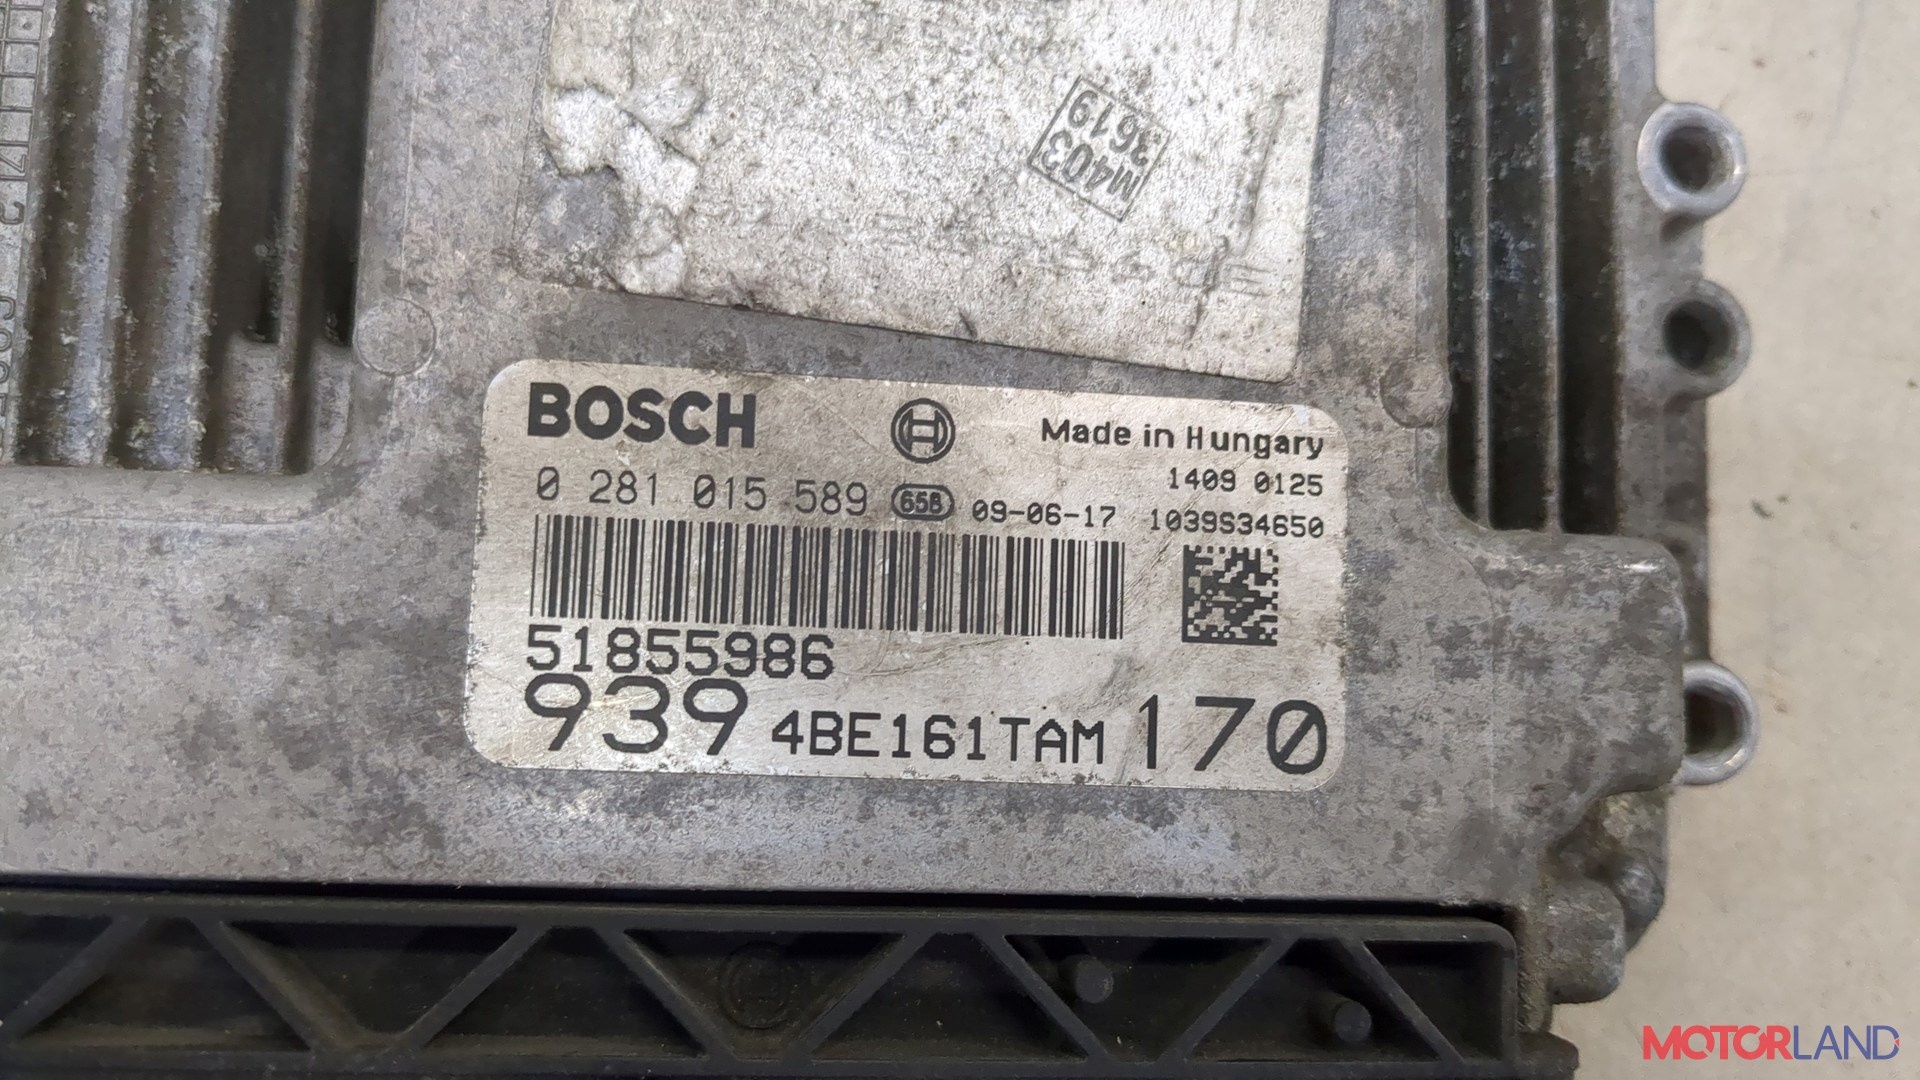 M403
3619
BOSCH
Made in Hungary
1409 0125
0 281 015 589 65B 09-06-17 1039S34650
51855986
939 4BE161TAM 170
MOTORLAND